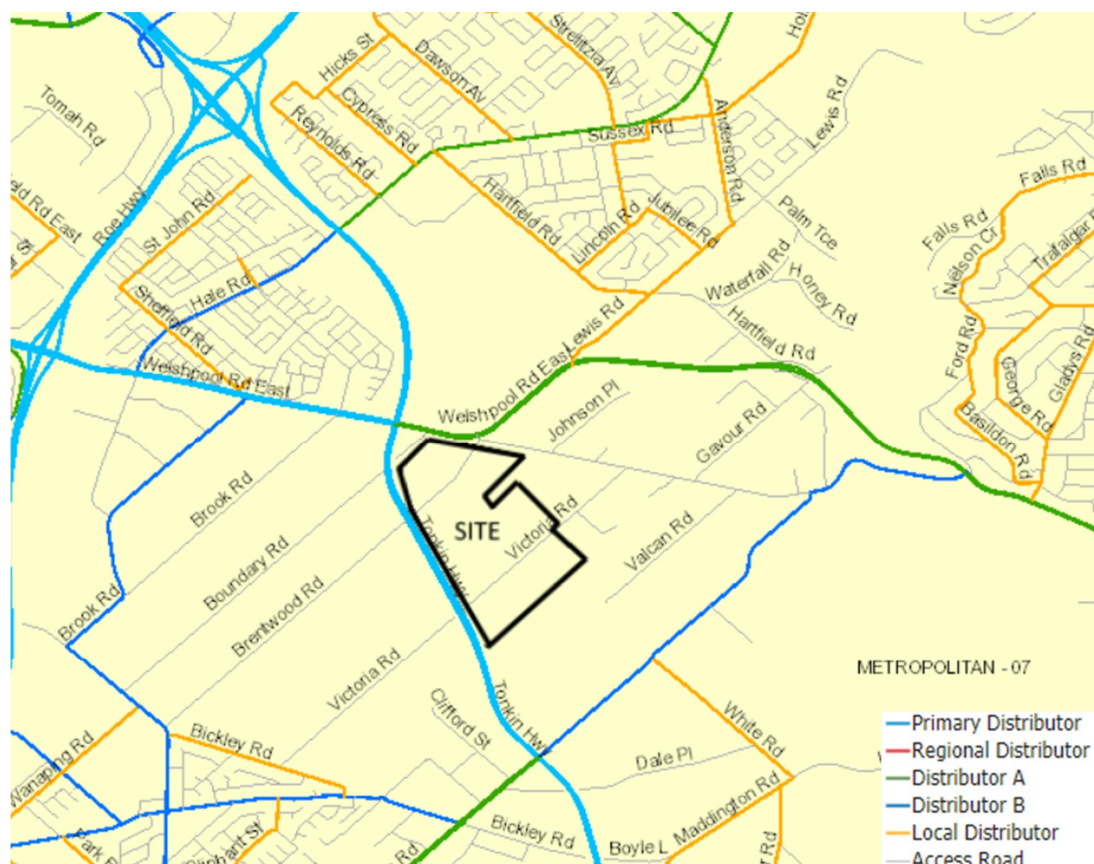 Hicks St
Dawson Av
Strelitzia Av
Tomah Rd
Cypress Rd
Reynolds Rd
Sussex Rd
Anderson Rd
Lewis Rd
Falls Rd
Roe Hwy
St John Rd
Hartfield Rd
Lincoln Rd
Jubilee Rd
Palm Tce
Falls Rd
Nelson Cr
Hale Rd
Sheffield Rd
Waterfall Rd
Honey Rd
Lewis Rd
Hartfield Rd
Ford Rd
George Rd
Gladys Rd
Welshpool Rd East
Welshpool Rd East
Johnson Pl
Gavour Rd
Basildon Rd
Brook Rd
SITE
Tonkin Hwy
Victoria Rd
Valcan Rd
Boundary Rd
Brentwood Rd
Brook Rd
Victoria Rd
METROPOLITAN - 07
Clifford St
Tonkin Hwy
White Rd
Bickley Rd
Wanaping Rd
Dale Pl
Maddington Rd
Bickley Rd
Boyle L
Primary Distributor
Regional Distributor
Distributor A
Distributor B
Local Distributor
Access Road